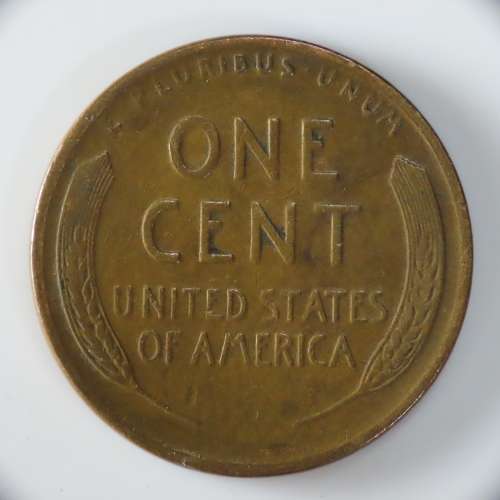 E·PLURIBUS·UNUM
ONE
CENT
UNITED STATES
OF AMERICA